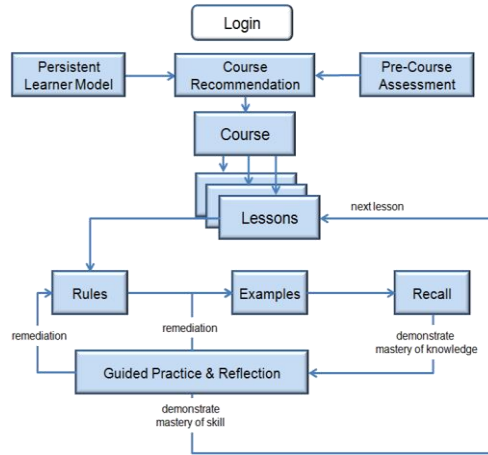 Login
Persistent
Learner Model
Course
Recommendation
Pre-Course
Assessment
Course
next lesson
Lessons
Rules
Examples
Recall
remediation
remediation
demonstrate
mastery of knowledge
Guided Practice & Reflection
demonstrate
mastery of skill